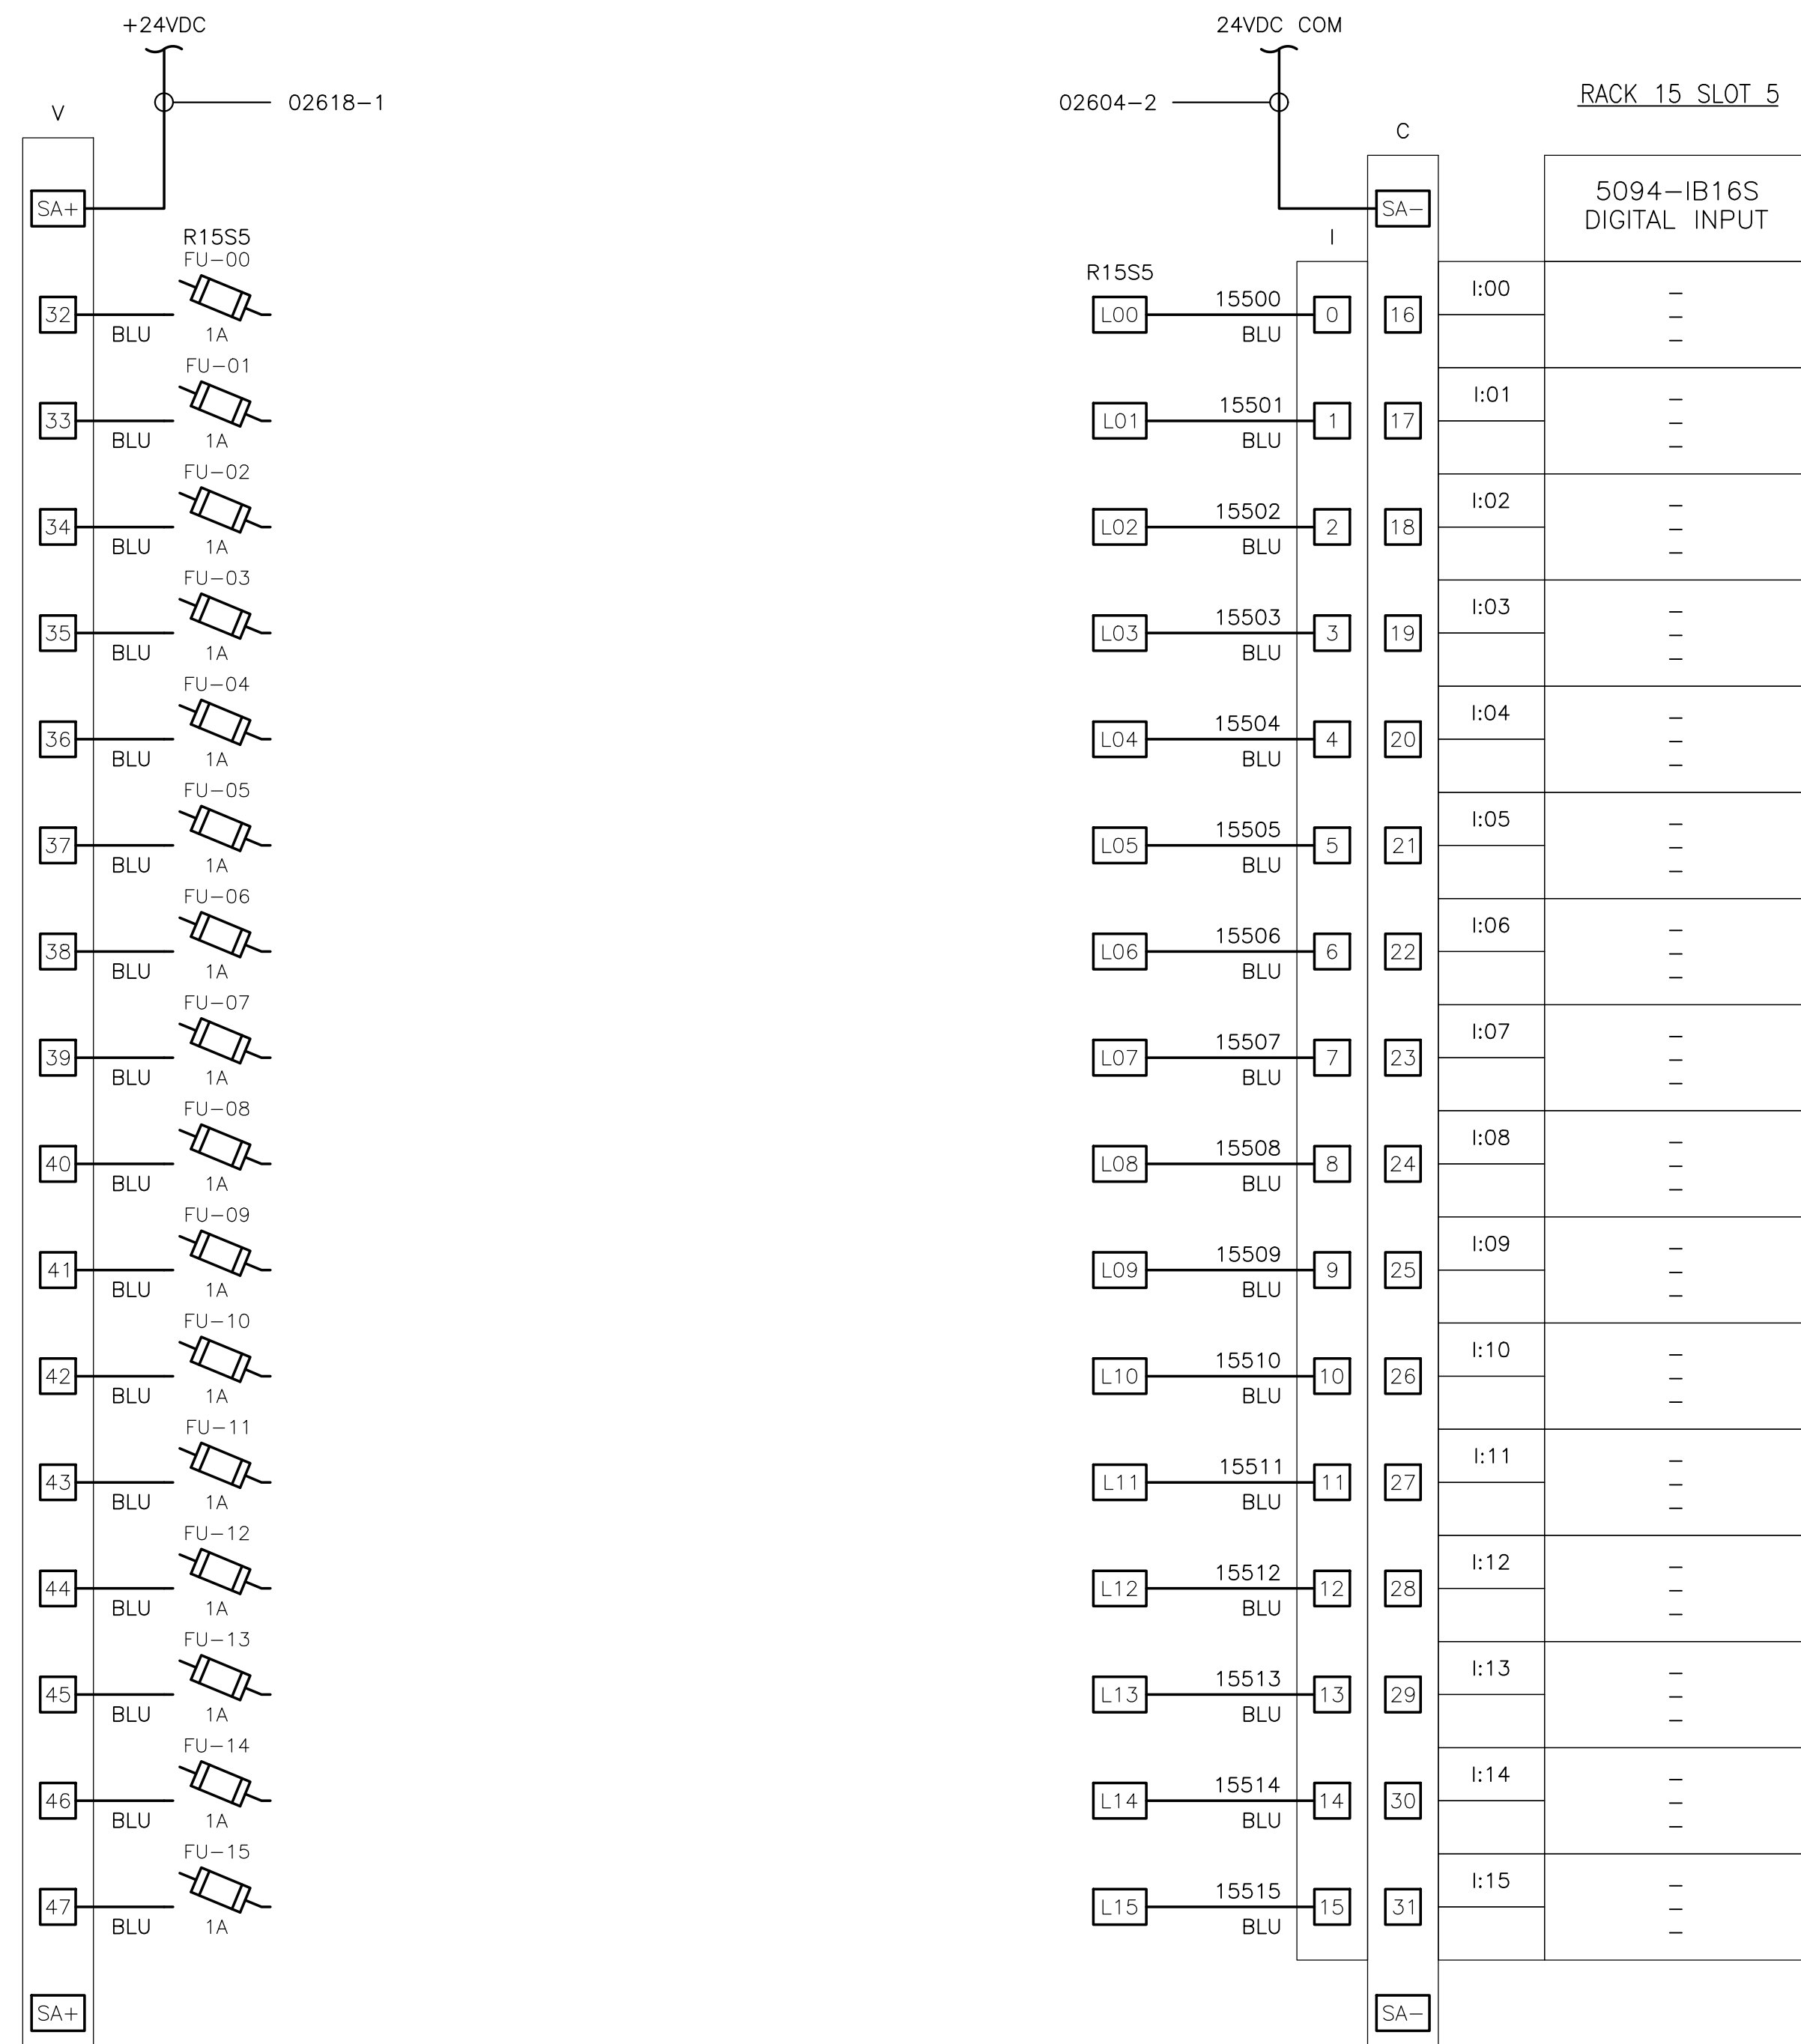 +24VDC
24VDC COM
02618-1
02604-2
RACK 15 SLOT 5
V
C
SA+
SA-
5094-IB16S
DIGITAL INPUT
I
R15S5
R15S5
FU-00
32 BLU 1A L00 15500 BLU 0 16 I:00 - - -
FU-01
33 BLU 1A L01 15501 BLU 1 17 I:01 - - -
FU-02
34 BLU 1A L02 15502 BLU 2 18 I:02 - - -
FU-03
35 BLU 1A L03 15503 BLU 3 19 I:03 - - -
FU-04
36 BLU 1A L04 15504 BLU 4 20 I:04 - - -
FU-05
37 BLU 1A L05 15505 BLU 5 21 I:05 - - -
FU-06
38 BLU 1A L06 15506 BLU 6 22 I:06 - - -
FU-07
39 BLU 1A L07 15507 BLU 7 23 I:07 - - -
FU-08
40 BLU 1A L08 15508 BLU 8 24 I:08 - - -
FU-09
41 BLU 1A L09 15509 BLU 9 25 I:09 - - -
FU-10
42 BLU 1A L10 15510 BLU 10 26 I:10 - - -
FU-11
43 BLU 1A L11 15511 BLU 11 27 I:11 - - -
FU-12
44 BLU 1A L12 15512 BLU 12 28 I:12 - - -
FU-13
45 BLU 1A L13 15513 BLU 13 29 I:13 - - -
FU-14
46 BLU 1A L14 15514 BLU 14 30 I:14 - - -
FU-15
47 BLU 1A L15 15515 BLU 15 31 I:15 - - -
SA+
SA-